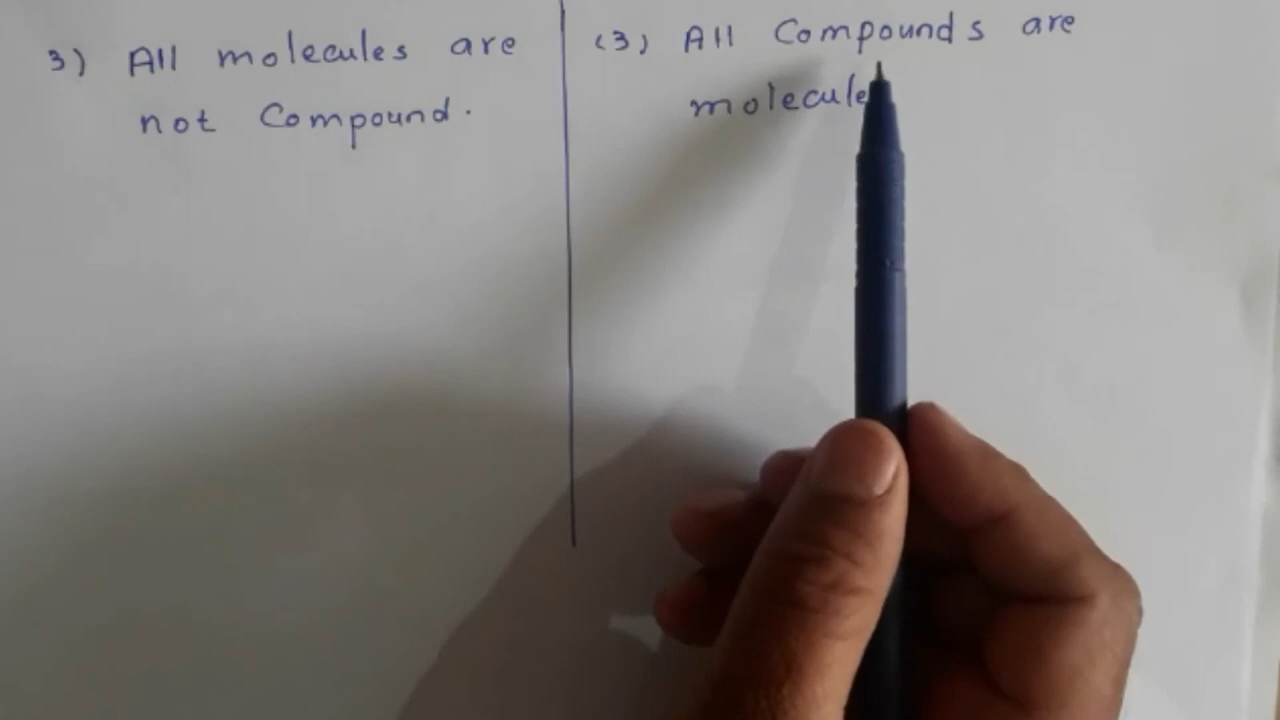 3) All molecules are
not Compound.
(3) All Compounds are
molecule